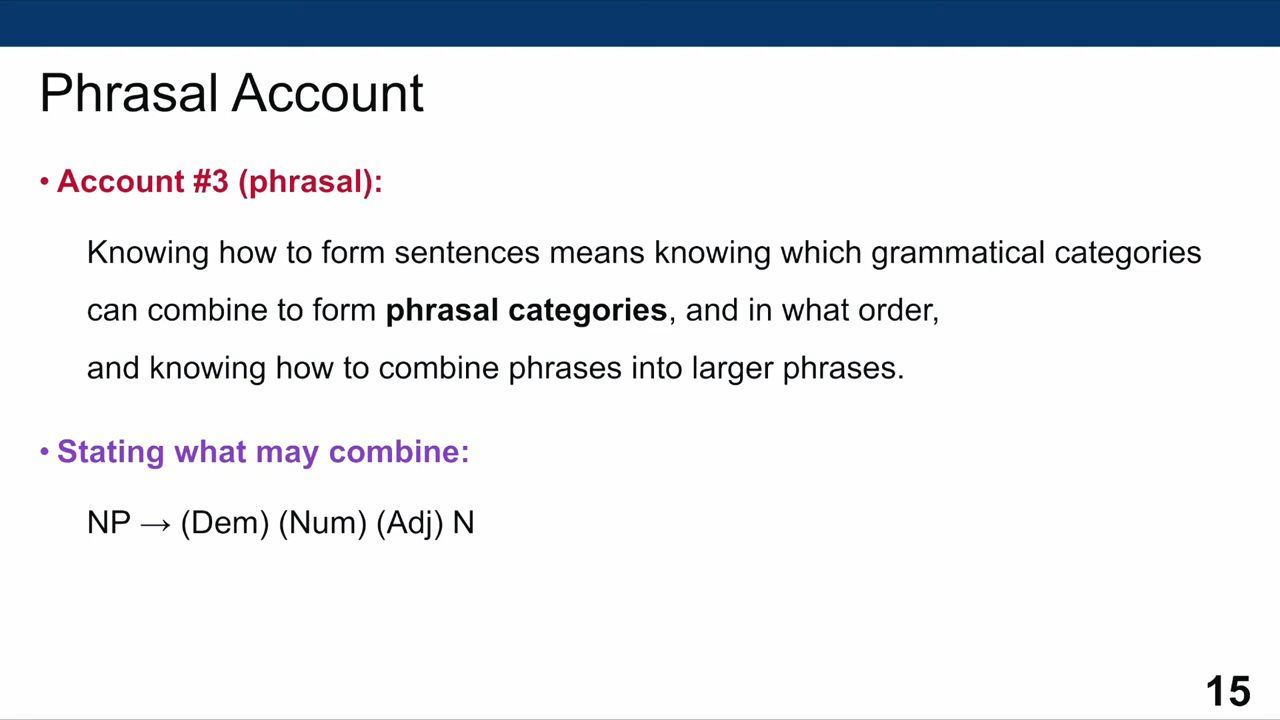 Phrasal Account
• Account #3 (phrasal):
Knowing how to form sentences means knowing which grammatical categories
can combine to form phrasal categories, and in what order,
and knowing how to combine phrases into larger phrases.
• Stating what may combine:
NP → (Dem) (Num) (Adj) N
15